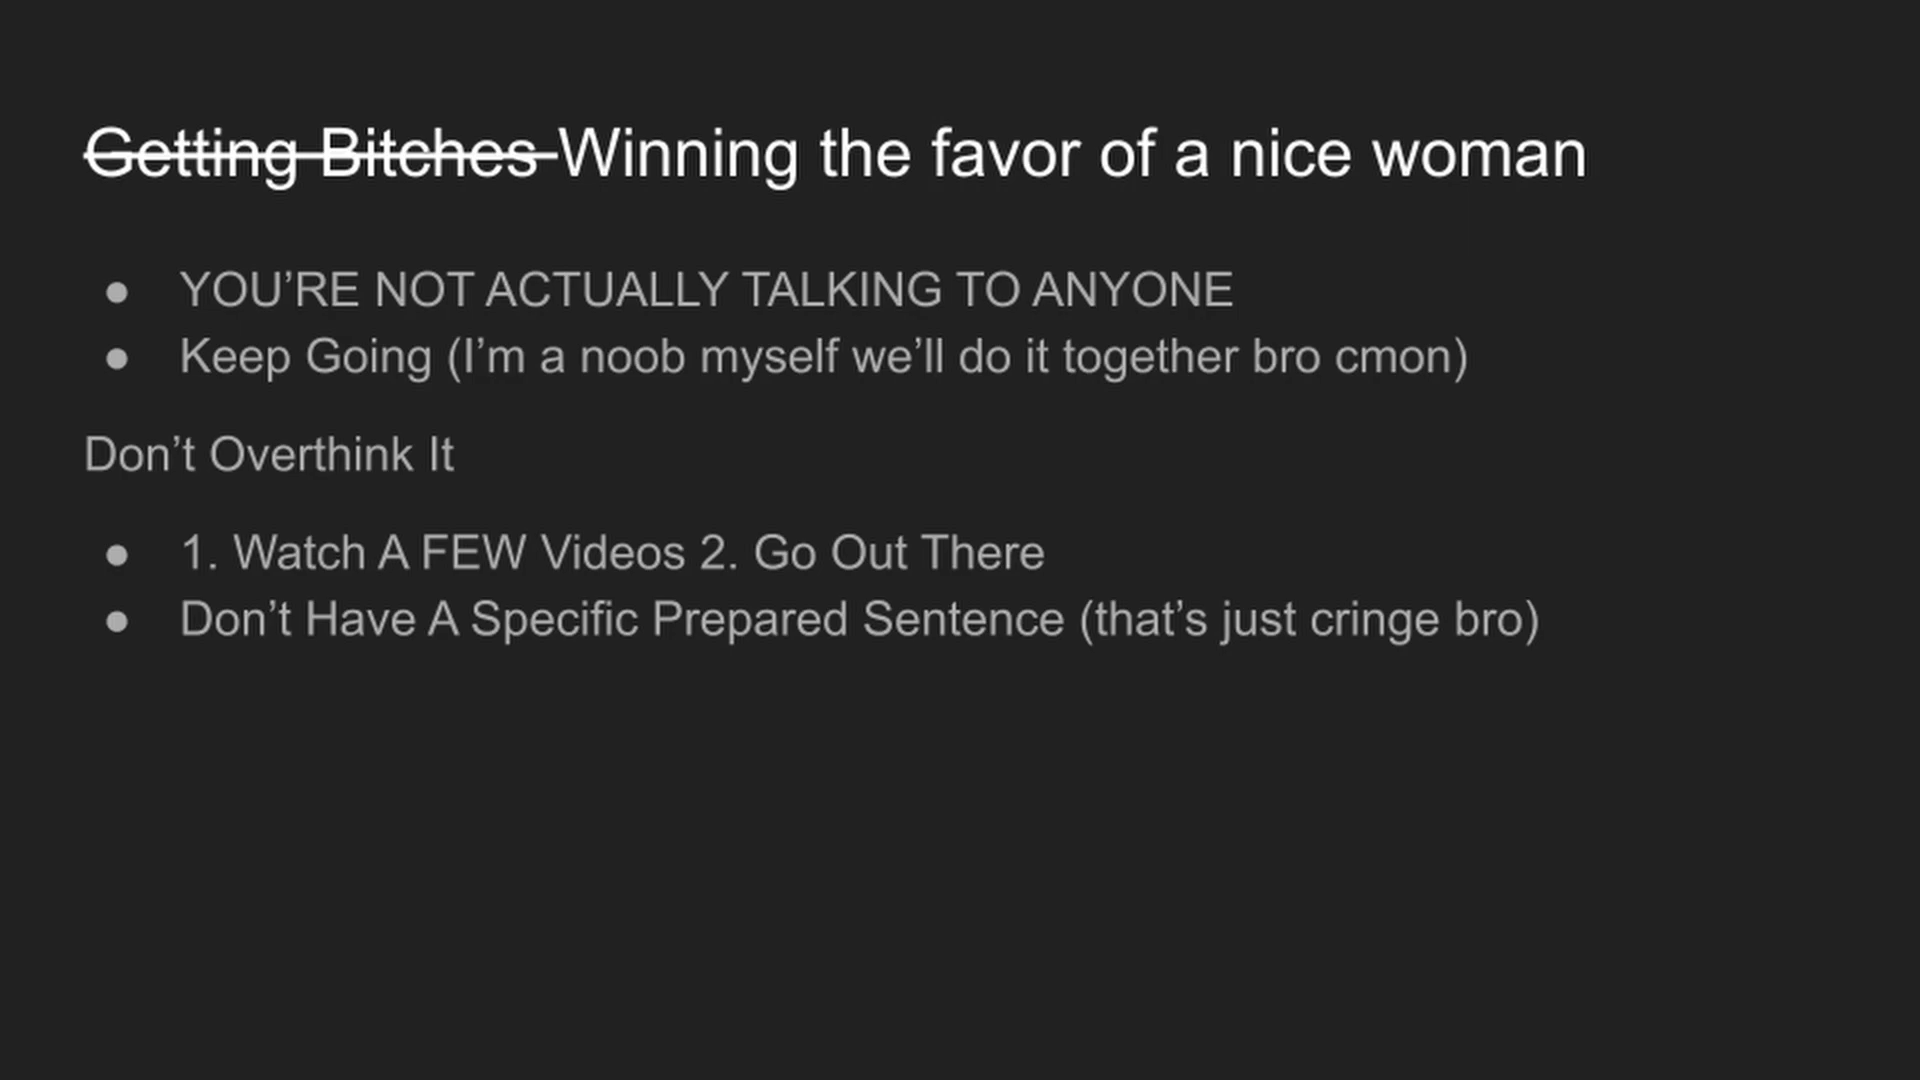 Getting Bitches Winning the favor of a nice woman
● YOU’RE NOT ACTUALLY TALKING TO ANYONE
● Keep Going (I’m a noob myself we’ll do it together bro cmon)
Don’t Overthink It
● 1. Watch A FEW Videos 2. Go Out There
● Don’t Have A Specific Prepared Sentence (that’s just cringe bro)